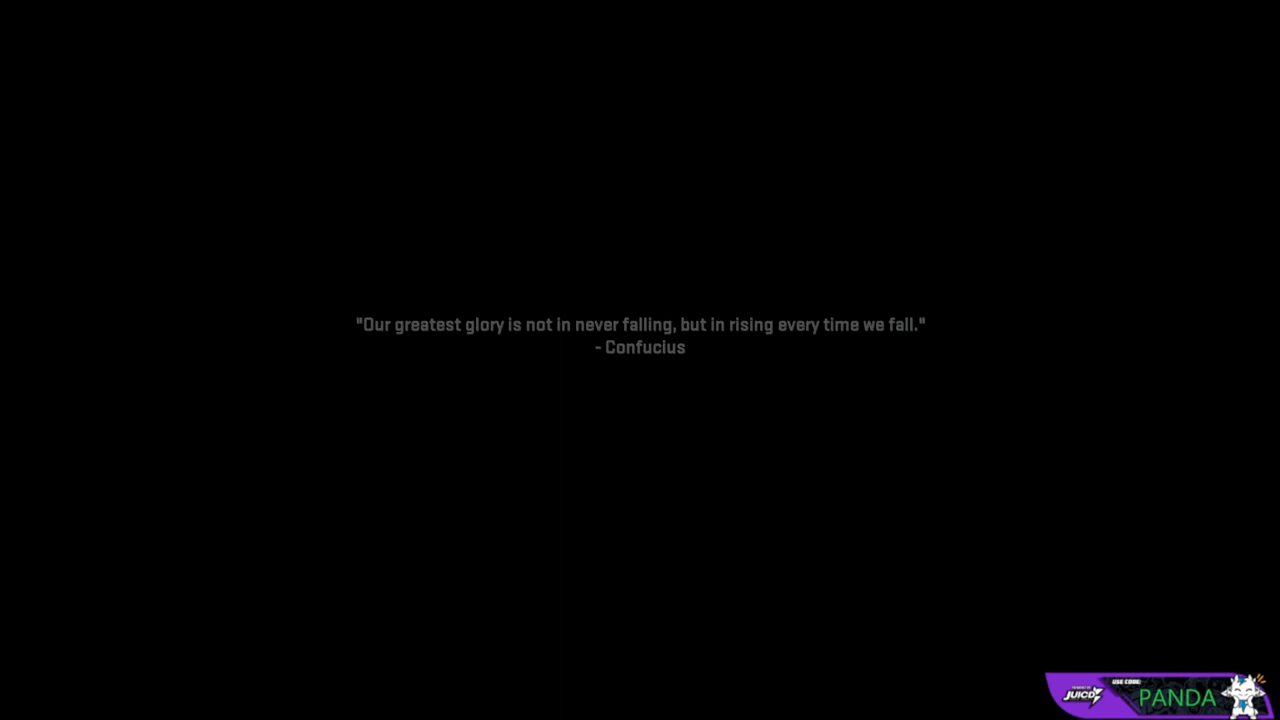 "Our greatest glory is not in never falling, but in rising every time we fall."
- Confucius
USE CODE:
JUICD
PANDA